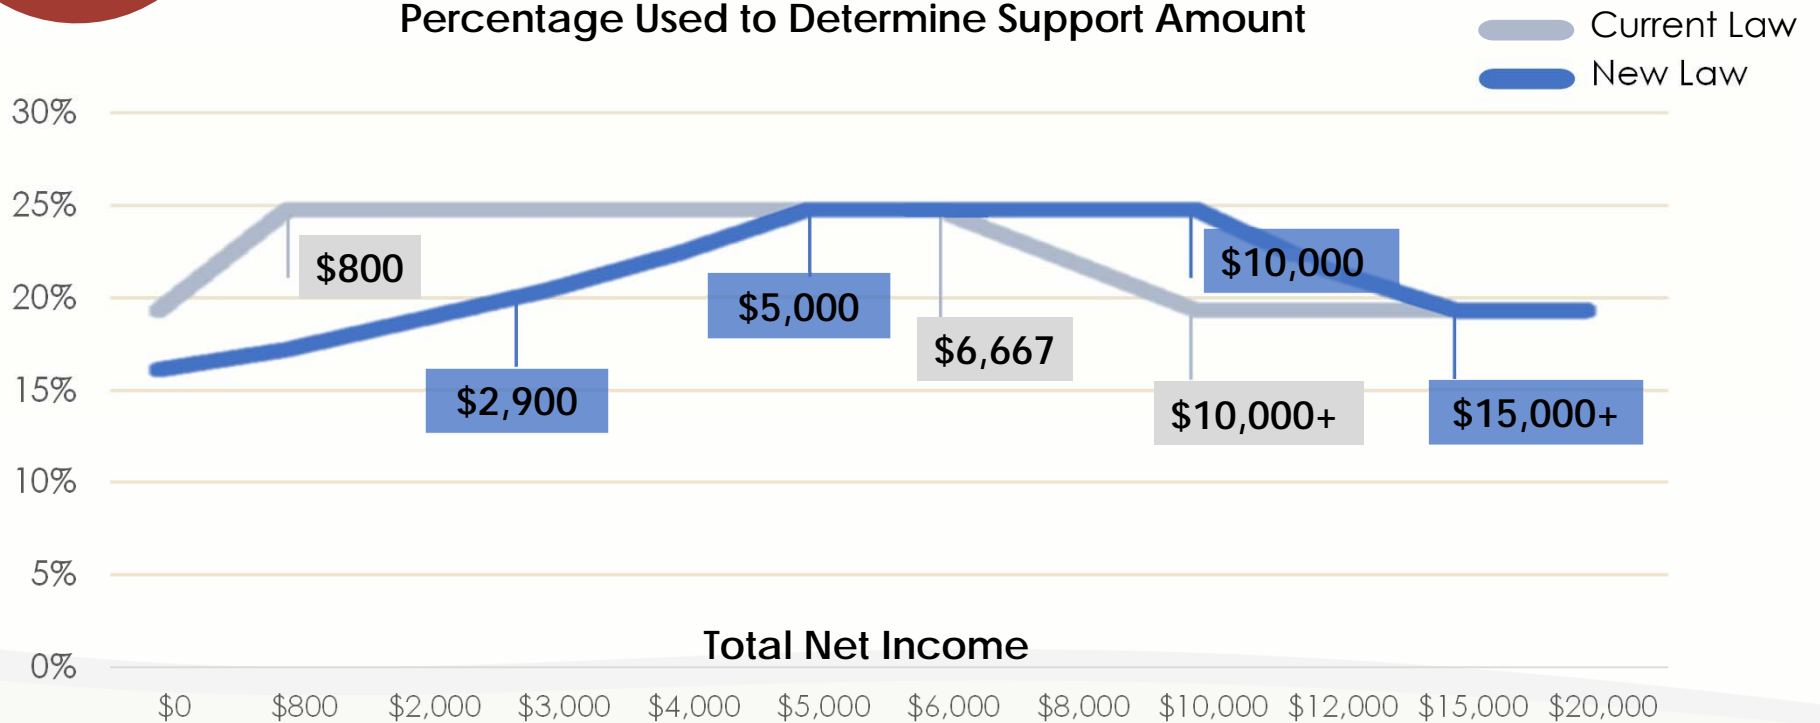 Percentage Used to Determine Support Amount
Current Law
New Law
30%
25%
20%
15%
10%
5%
0%
$800
$2,900
$5,000
$6,667
$10,000
$10,000+
$15,000+
Total Net Income
$0 $800 $2,000 $3,000 $4,000 $5,000 $6,000 $8,000 $10,000 $12,000 $15,000 $20,000